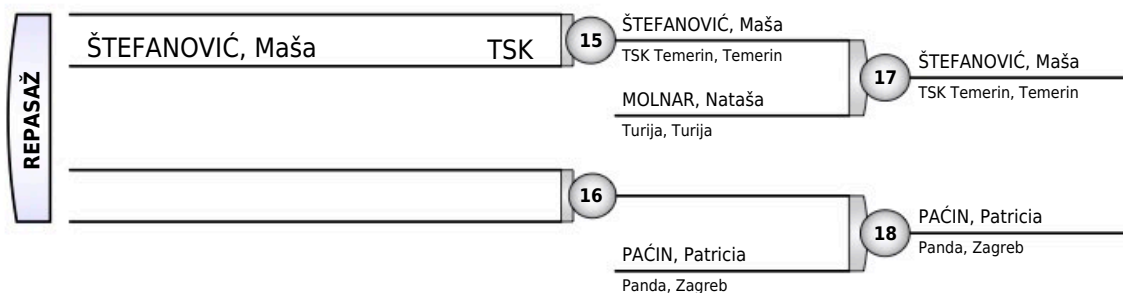 REPASAŽ
ŠTEFANOVIĆ, Maša TSK
15
ŠTEFANOVIĆ, Maša
TSK Temerin, Temerin
MOLNAR, Nataša
Turija, Turija
17
ŠTEFANOVIĆ, Maša
TSK Temerin, Temerin
16
PAĆIN, Patricia
Panda, Zagreb
18
PAĆIN, Patricia
Panda, Zagreb